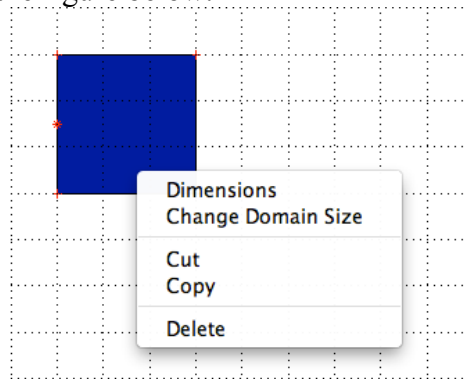 Dimensions
Change Domain Size
Cut
Copy
Delete